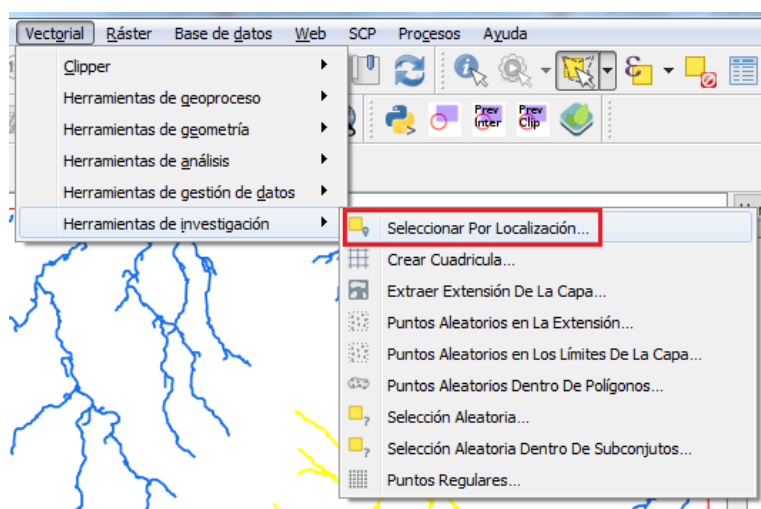 Vectorial Ráster Base de datos Web SCP Procesos Ayuda
Clipper
Herramientas de geoproceso
Herramientas de geometría
Herramientas de análisis
Herramientas de gestión de datos
Herramientas de investigación
Prev Inter
Prev Clip
Seleccionar Por Localización...
Crear Cuadricula...
Extraer Extensión De La Capa...
Puntos Aleatorios en La Extensión...
Puntos Aleatorios en Los Límites De La Capa...
Puntos Aleatorios Dentro De Polígonos...
Selección Aleatoria...
Selección Aleatoria Dentro De Subconjutos...
Puntos Regulares...